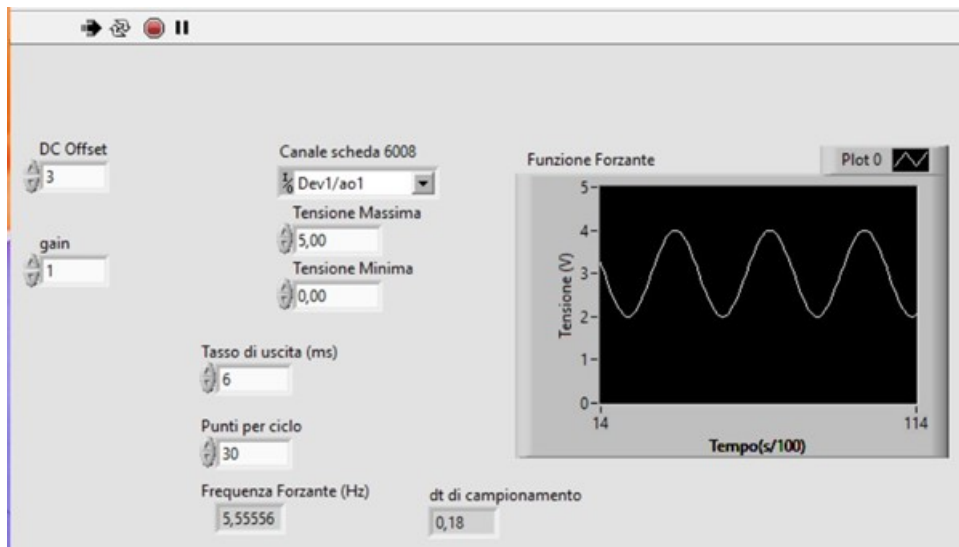 DC Offset
3
gain
1
Canale scheda 6008
I/O Dev1/ao1
Tensione Massima
5,00
Tensione Minima
0,00
Tasso di uscita (ms)
6
Punti per ciclo
30
Frequenza Forzante (Hz)
5,55556
dt di campionamento
0,18
Funzione Forzante
Plot 0
Tensione (V)
5
4
3
2
1
0
14
114
Tempo(s/100)